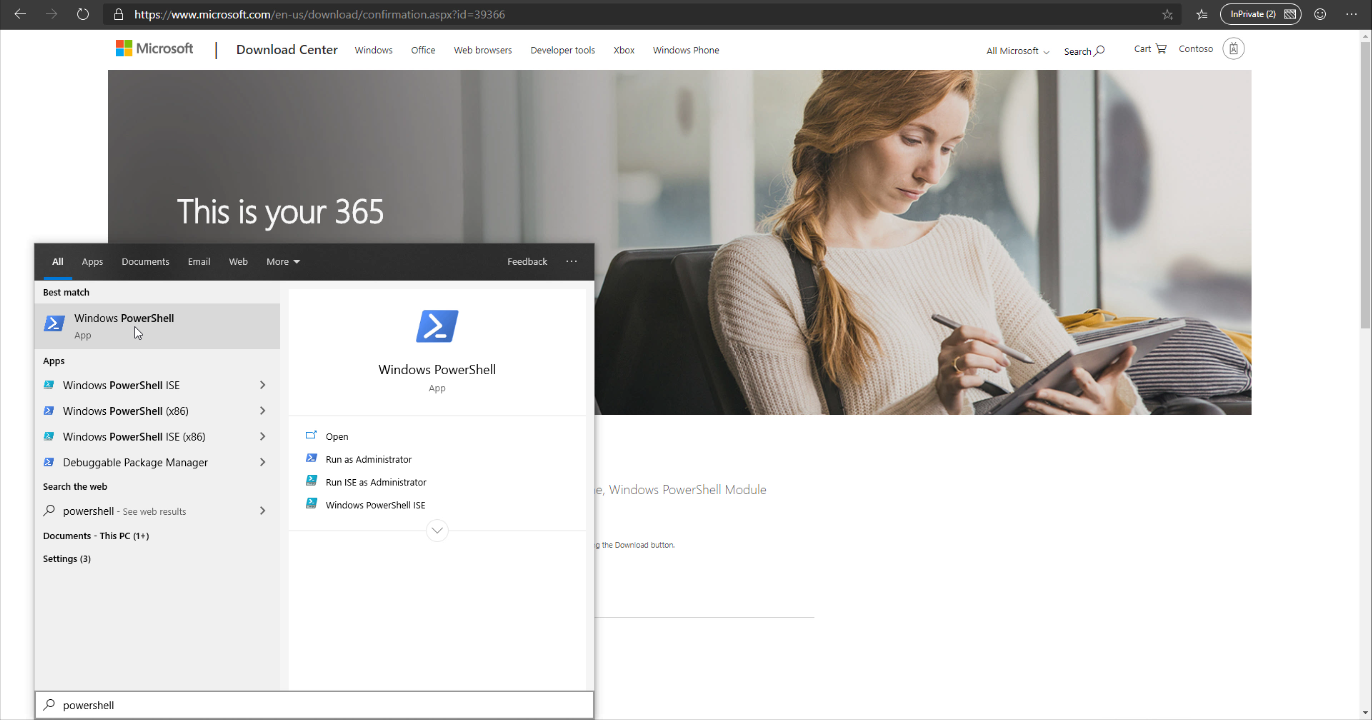 https://www.microsoft.com/en-us/download/confirmation.aspx?id=39366
InPrivate (2)
Microsoft
Download Center
Windows
Office
Web browsers
Developer tools
Xbox
Windows Phone
All Microsoft
Search
Cart
Contoso
This is your 365
All
Apps
Documents
Email
Web
More
Feedback
Best match
Windows PowerShell
App
Apps
Windows PowerShell ISE
Windows PowerShell (x86)
Windows PowerShell ISE (x86)
Debuggable Package Manager
Search the web
powershell - See web results
Documents - This PC (1+)
Settings (3)
Windows PowerShell
App
Open
Run as Administrator
Run ISE as Administrator
Windows PowerShell ISE
e, Windows PowerShell Module
g the Download button.
powershell